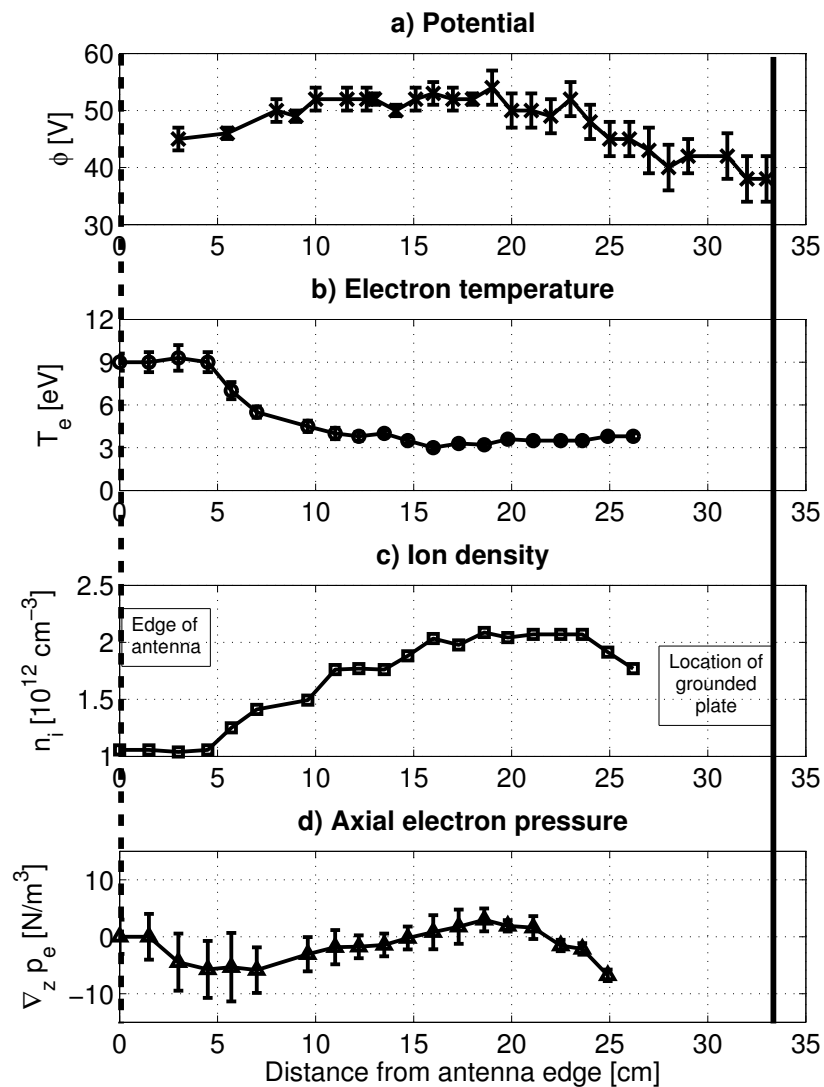 a) Potential
60
50
40
30
ϕ [V]
0 5 10 15 20 25 30 35
b) Electron temperature
12
9
6
3
0
T_e [eV]
0 5 10 15 20 25 30 35
c) Ion density
2.5
2
1.5
1
n_i [10^12 cm^−3]
Edge of
antenna
Location of
grounded
plate
0 5 10 15 20 25 30 35
d) Axial electron pressure
10
0
−10
∇_z p_e [N/m^3]
0 5 10 15 20 25 30 35
Distance from antenna edge [cm]